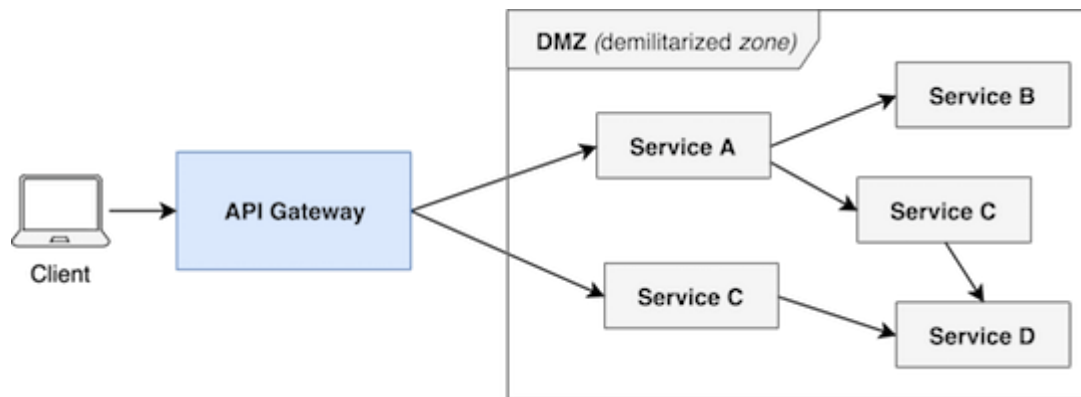 DMZ (demilitarized zone)
Service B
Service A
API Gateway
Service C
Client
Service C
Service D